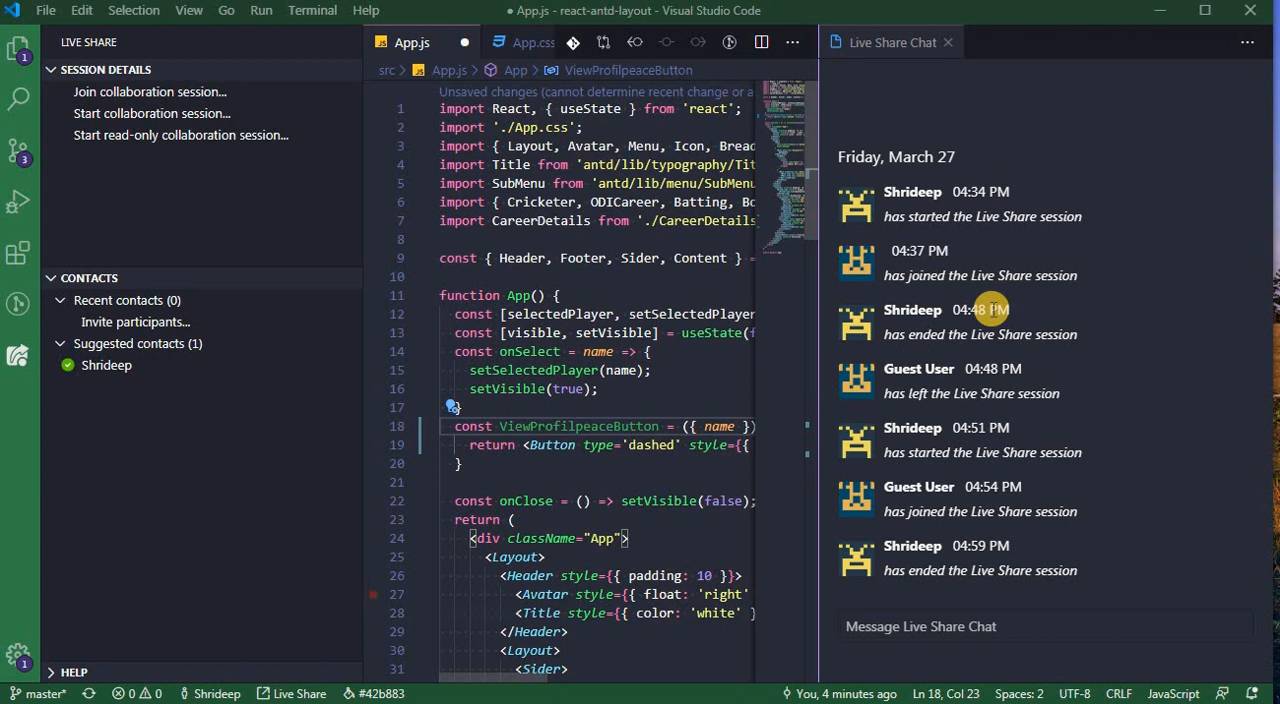 File Edit Selection View Go Run Terminal Help
● App.js - react-antd-layout - Visual Studio Code
LIVE SHARE
SESSION DETAILS
Join collaboration session...
Start collaboration session...
Start read-only collaboration session...
CONTACTS
Recent contacts (0)
Invite participants...
Suggested contacts (1)
Shrideep
HELP
1
3
1
JS App.js ●
App.css
src > JS App.js > App > ViewProfilpeaceButton
Unsaved changes (cannot determine recent change or a
1 import React, { useState } from 'react';
2 import './App.css';
3 import { Layout, Avatar, Menu, Icon, Bread
4 import Title from 'antd/lib/typography/Tit
5 import SubMenu from 'antd/lib/menu/SubMenu
6 import { Cricketer, ODICareer, Batting, Bo
7 import CareerDetails from './CareerDetails
8
9 const { Header, Footer, Sider, Content } =
10
11 function App() {
12 const [selectedPlayer, setSelectedPlayer
13 const [visible, setVisible] = useState(f
14 const onSelect = name => {
15 setSelectedPlayer(name);
16 setVisible(true);
17 }
18 const ViewProfilpeaceButton = ({ name })
19 return <Button type='dashed' style={{
20 }
21
22 const onClose = () => setVisible(false);
23 return (
24 <div className="App">
25 <Layout>
26 <Header style={{ padding: 10 }}>
27 <Avatar style={{ float: 'right'
28 <Title style={{ color: 'white' }
29 </Header>
30 <Layout>
31 <Sider>
Live Share Chat
Friday, March 27
Shrideep 04:34 PM
has started the Live Share session
04:37 PM
has joined the Live Share session
Shrideep 04:48 PM
has ended the Live Share session
Guest User 04:48 PM
has left the Live Share session
Shrideep 04:51 PM
has started the Live Share session
Guest User 04:54 PM
has joined the Live Share session
Shrideep 04:59 PM
has ended the Live Share session
Message Live Share Chat
master* 0 0 Shrideep Live Share #42b883
You, 4 minutes ago Ln 18, Col 23 Spaces: 2 UTF-8 CRLF JavaScript